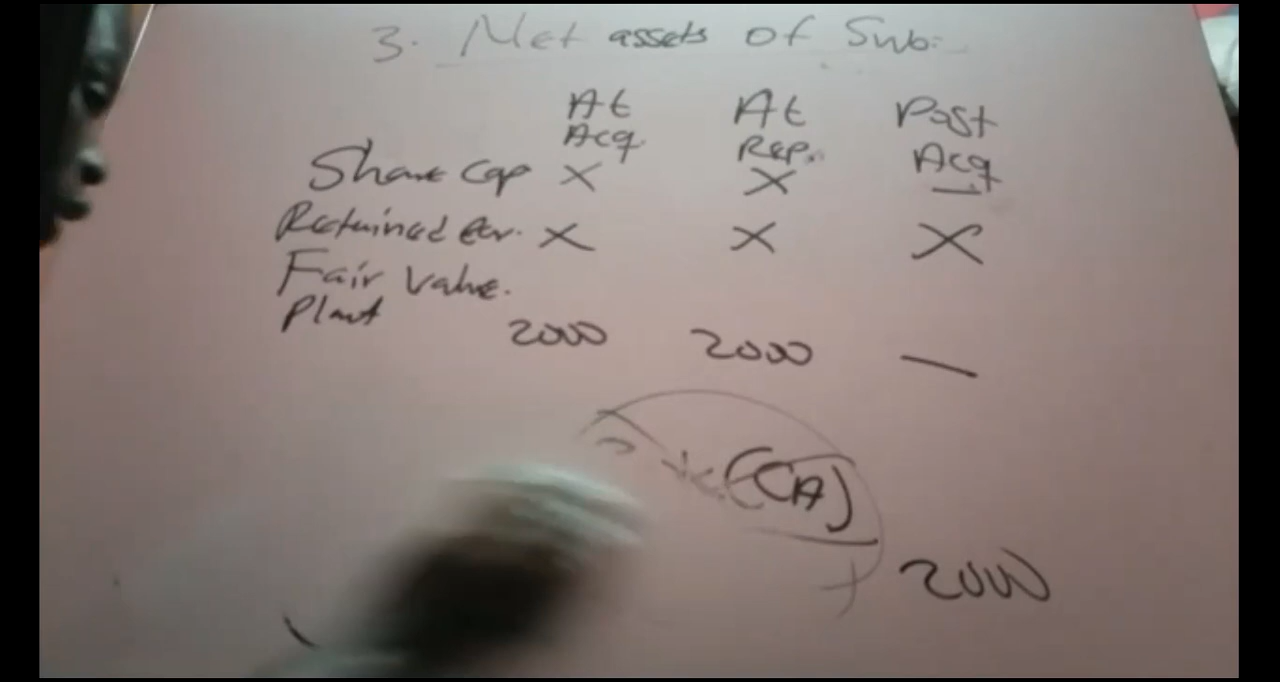 3. Net assets of Sub:
At Acq. At Rep. Post Acq
Share Cap X X —
Retained ear. X X X
Fair Value.
Plant 2000 2000 —
(CA)
+ 2000